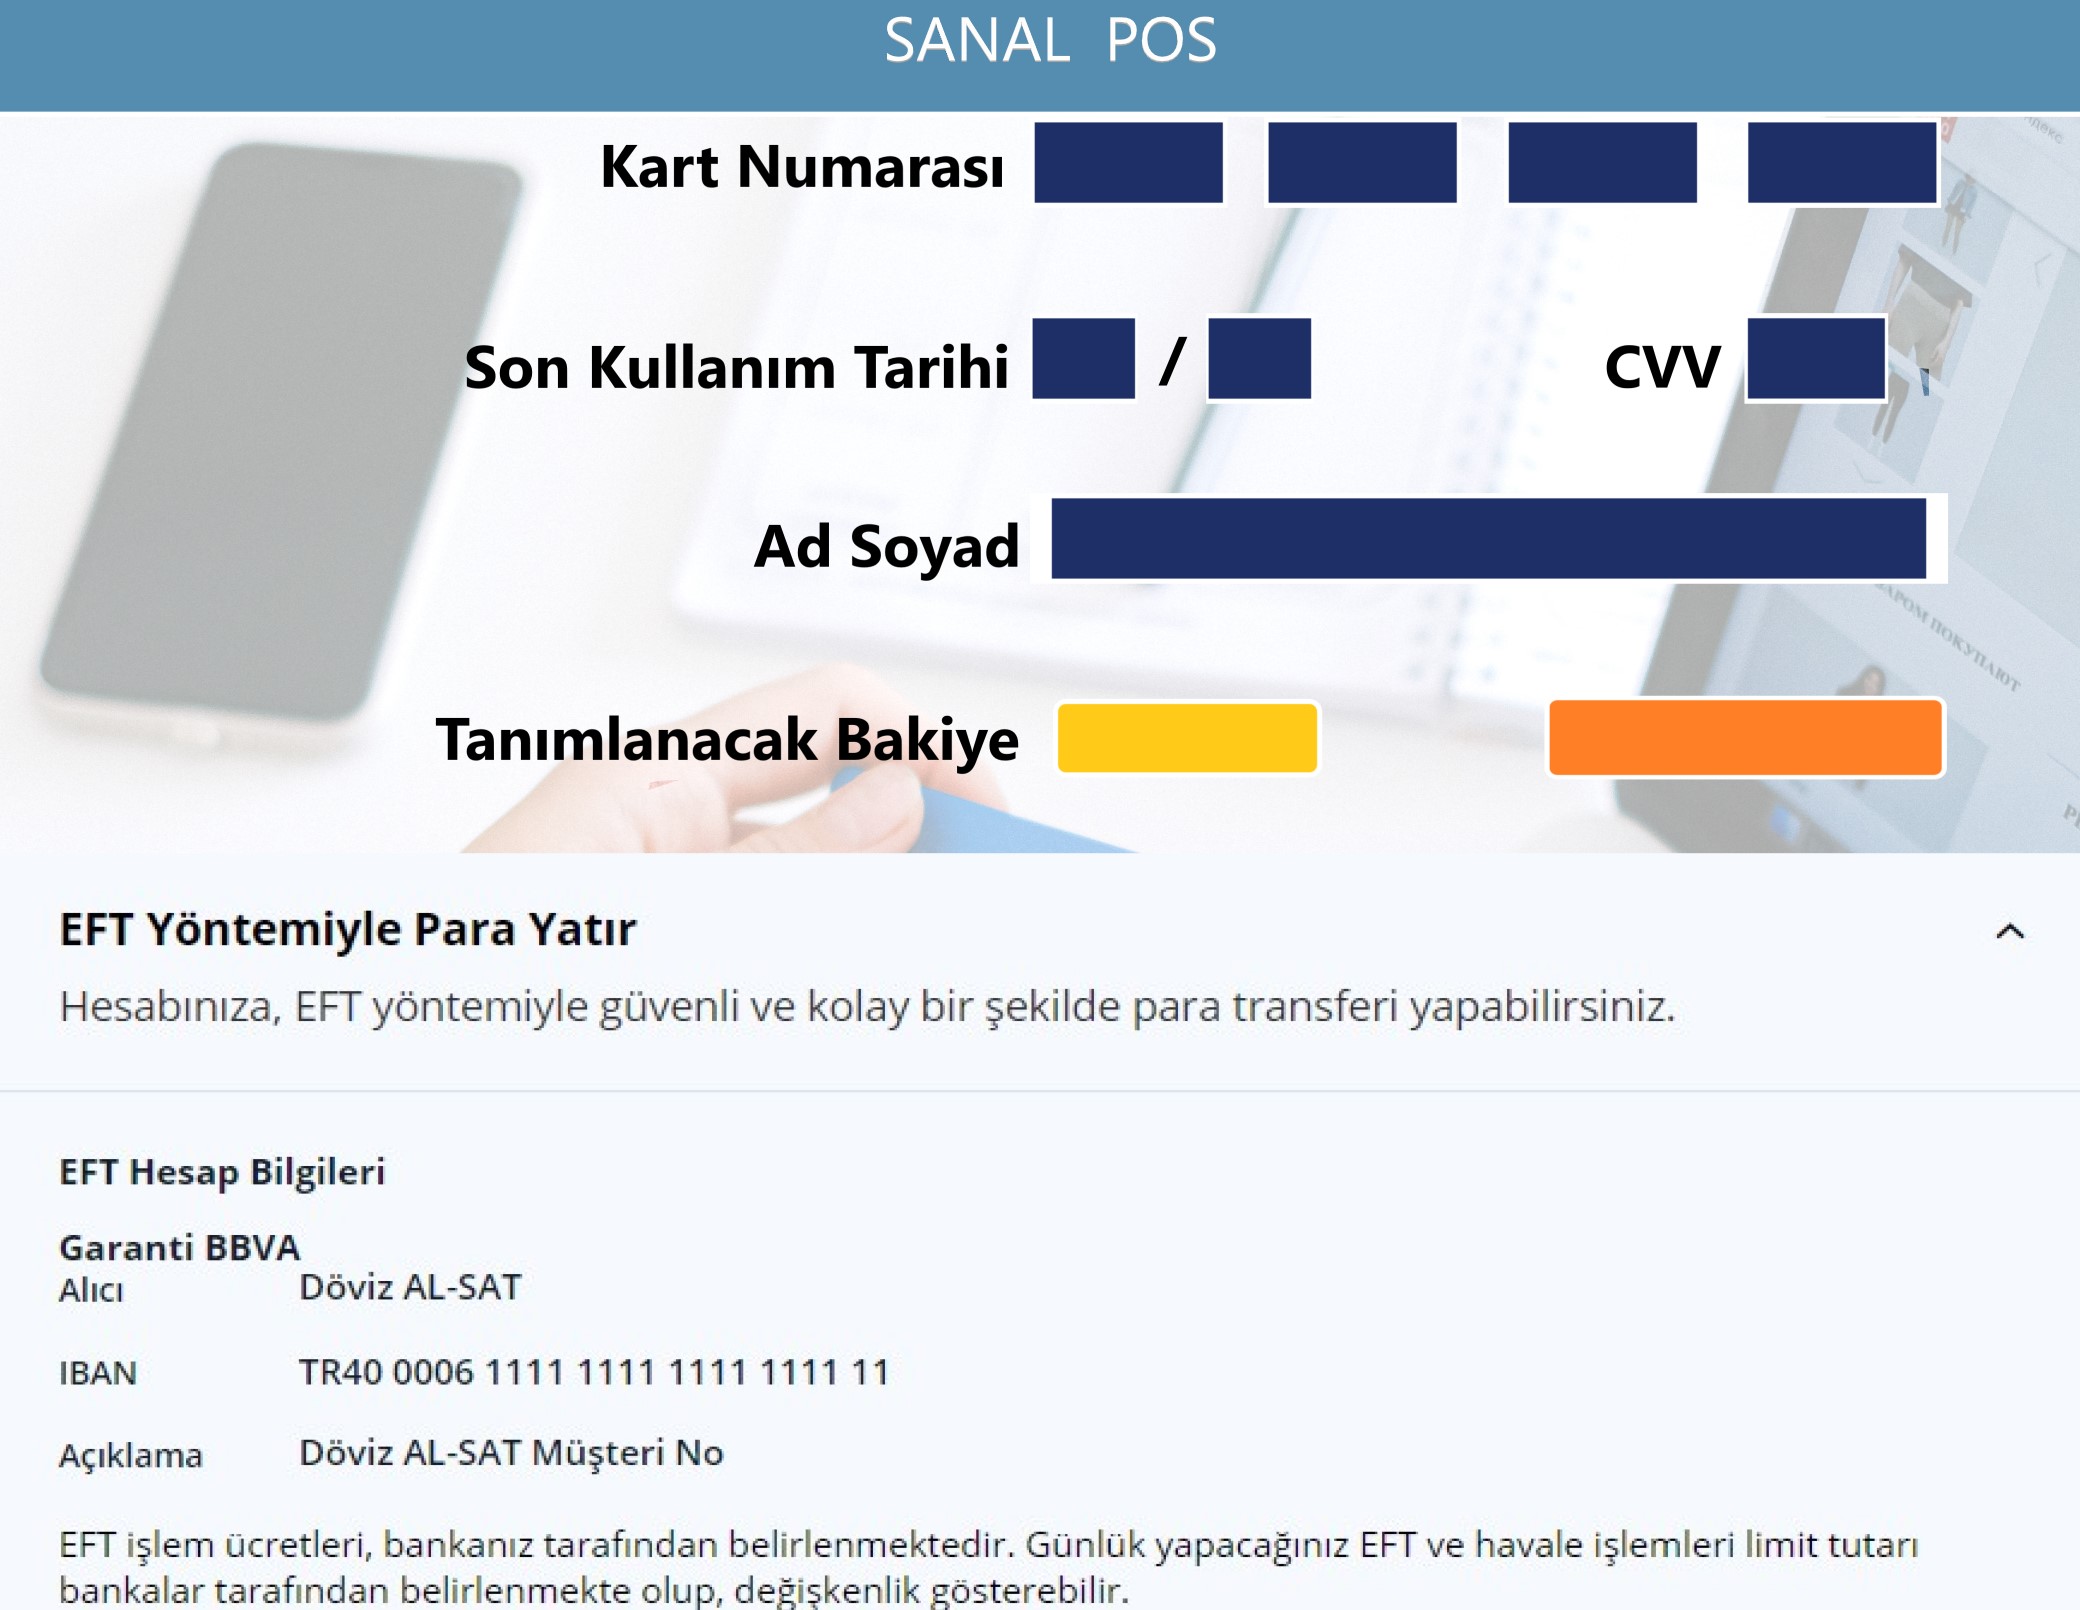 SANAL POS
Kart Numarası
Son Kullanım Tarihi / CVV
Ad Soyad
ДАРОМ ПОКУПАЮТ
Tanımlanacak Bakiye
EFT Yöntemiyle Para Yatır
Hesabınıza, EFT yöntemiyle güvenli ve kolay bir şekilde para transferi yapabilirsiniz.
EFT Hesap Bilgileri
Garanti BBVA
Alıcı Döviz AL-SAT
IBAN TR40 0006 1111 1111 1111 1111 11
Açıklama Döviz AL-SAT Müşteri No
EFT işlem ücretleri, bankanız tarafından belirlenmektedir. Günlük yapacağınız EFT ve havale işlemleri limit tutarı
bankalar tarafından belirlenmekte olup, değişkenlik gösterebilir.